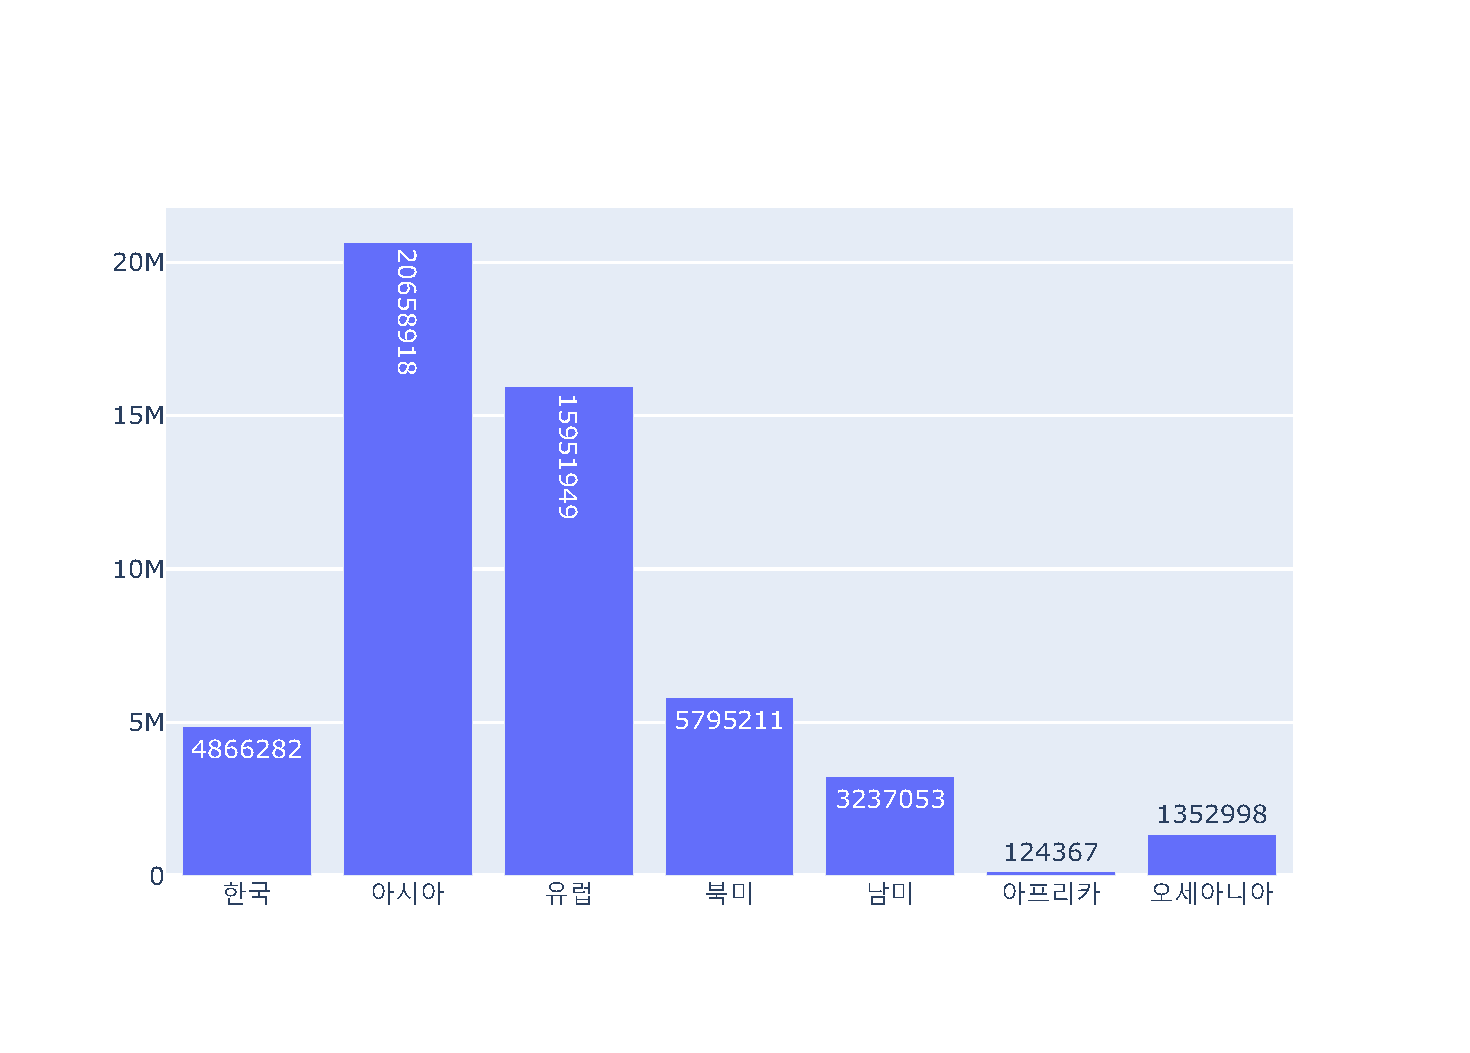 20M
15M
10M
5M
0
4866282
20658918
15951949
5795211
3237053
124367
1352998
한국
아시아
유럽
북미
남미
아프리카
오세아니아